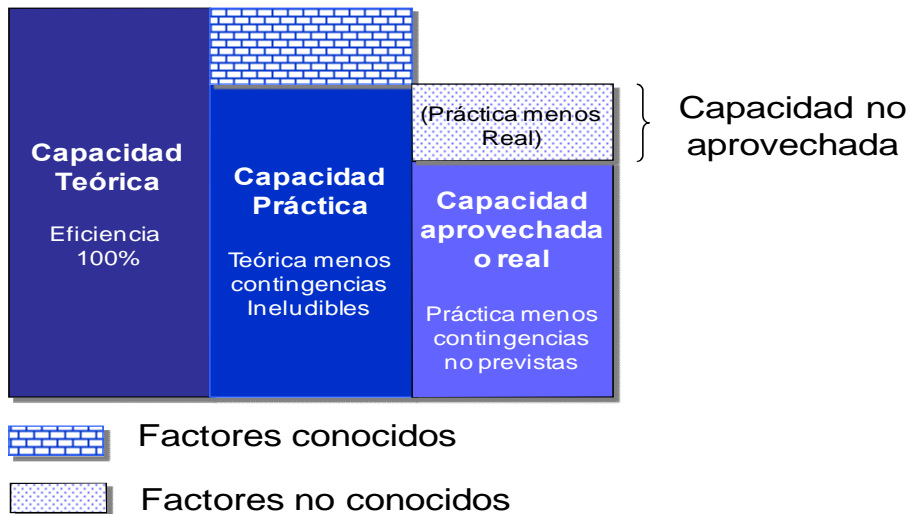 Capacidad
Teórica
Eficiencia
100%
Capacidad
Práctica
Teórica menos
contingencias
Ineludibles
(Práctica menos
Real)
Capacidad
aprovechada
o real
Práctica menos
contingencias
no previstas
Capacidad no
aprovechada
Factores conocidos
Factores no conocidos